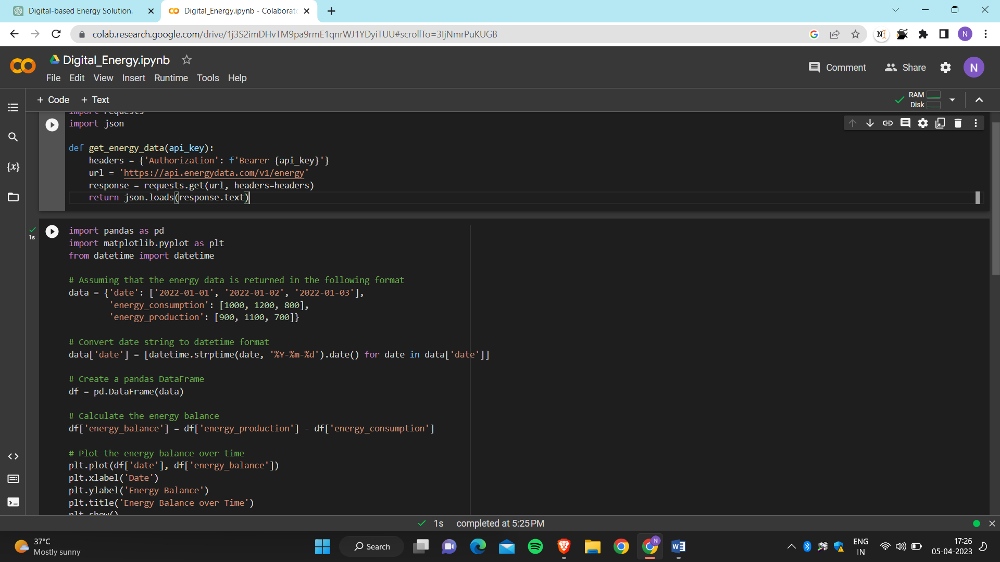 Digital-based Energy Solution.
Digital_Energy.ipynb - Colaborato
colab.research.google.com/drive/1j3S2imDHvTM9pa9rmE1qnrWJ1YDyiTUU#scrollTo=3IjNmrPuKUGB
N
Digital_Energy.ipynb
Comment Share N
File Edit View Insert Runtime Tools Help
+ Code + Text
RAM
Disk
import requests
import json
def get_energy_data(api_key):
headers = {'Authorization': f'Bearer {api_key}'}
url = 'https://api.energydata.com/v1/energy'
response = requests.get(url, headers=headers)
return json.loads(response.text)
{x}
1s
import pandas as pd
import matplotlib.pyplot as plt
from datetime import datetime
# Assuming that the energy data is returned in the following format
data = {'date': ['2022-01-01', '2022-01-02', '2022-01-03'],
'energy_consumption': [1000, 1200, 800],
'energy_production': [900, 1100, 700]}
# Convert date string to datetime format
data['date'] = [datetime.strptime(date, '%Y-%m-%d').date() for date in data['date']]
# Create a pandas DataFrame
df = pd.DataFrame(data)
# Calculate the energy balance
df['energy_balance'] = df['energy_production'] - df['energy_consumption']
# Plot the energy balance over time
plt.plot(df['date'], df['energy_balance'])
plt.xlabel('Date')
plt.ylabel('Energy Balance')
plt.title('Energy Balance over Time')
plt.show()
1s completed at 5:25 PM
37°C
Mostly sunny
Search
N
W
ENG
IN
17:26
05-04-2023